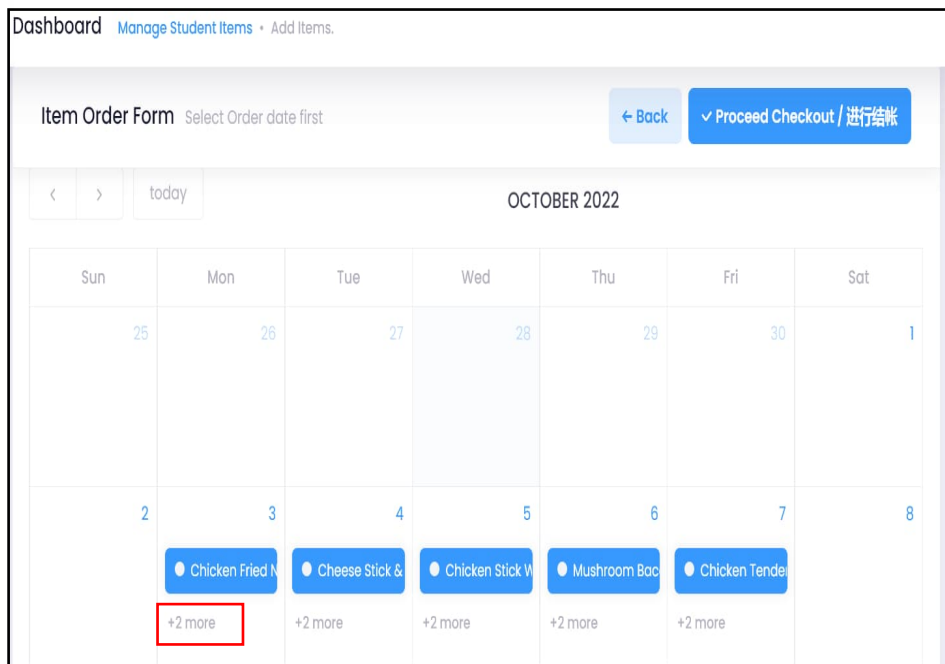 Dashboard Manage Student Items • Add Items.
Item Order Form Select Order date first ← Back ✓ Proceed Checkout / 进行结帐
< > today OCTOBER 2022
Sun Mon Tue Wed Thu Fri Sat
25 26 27 28 29 30 1
2 3 4 5 6 7 8
Chicken Fried N Cheese Stick & Chicken Stick W Mushroom Bac Chicken Tender
+2 more +2 more +2 more +2 more +2 more